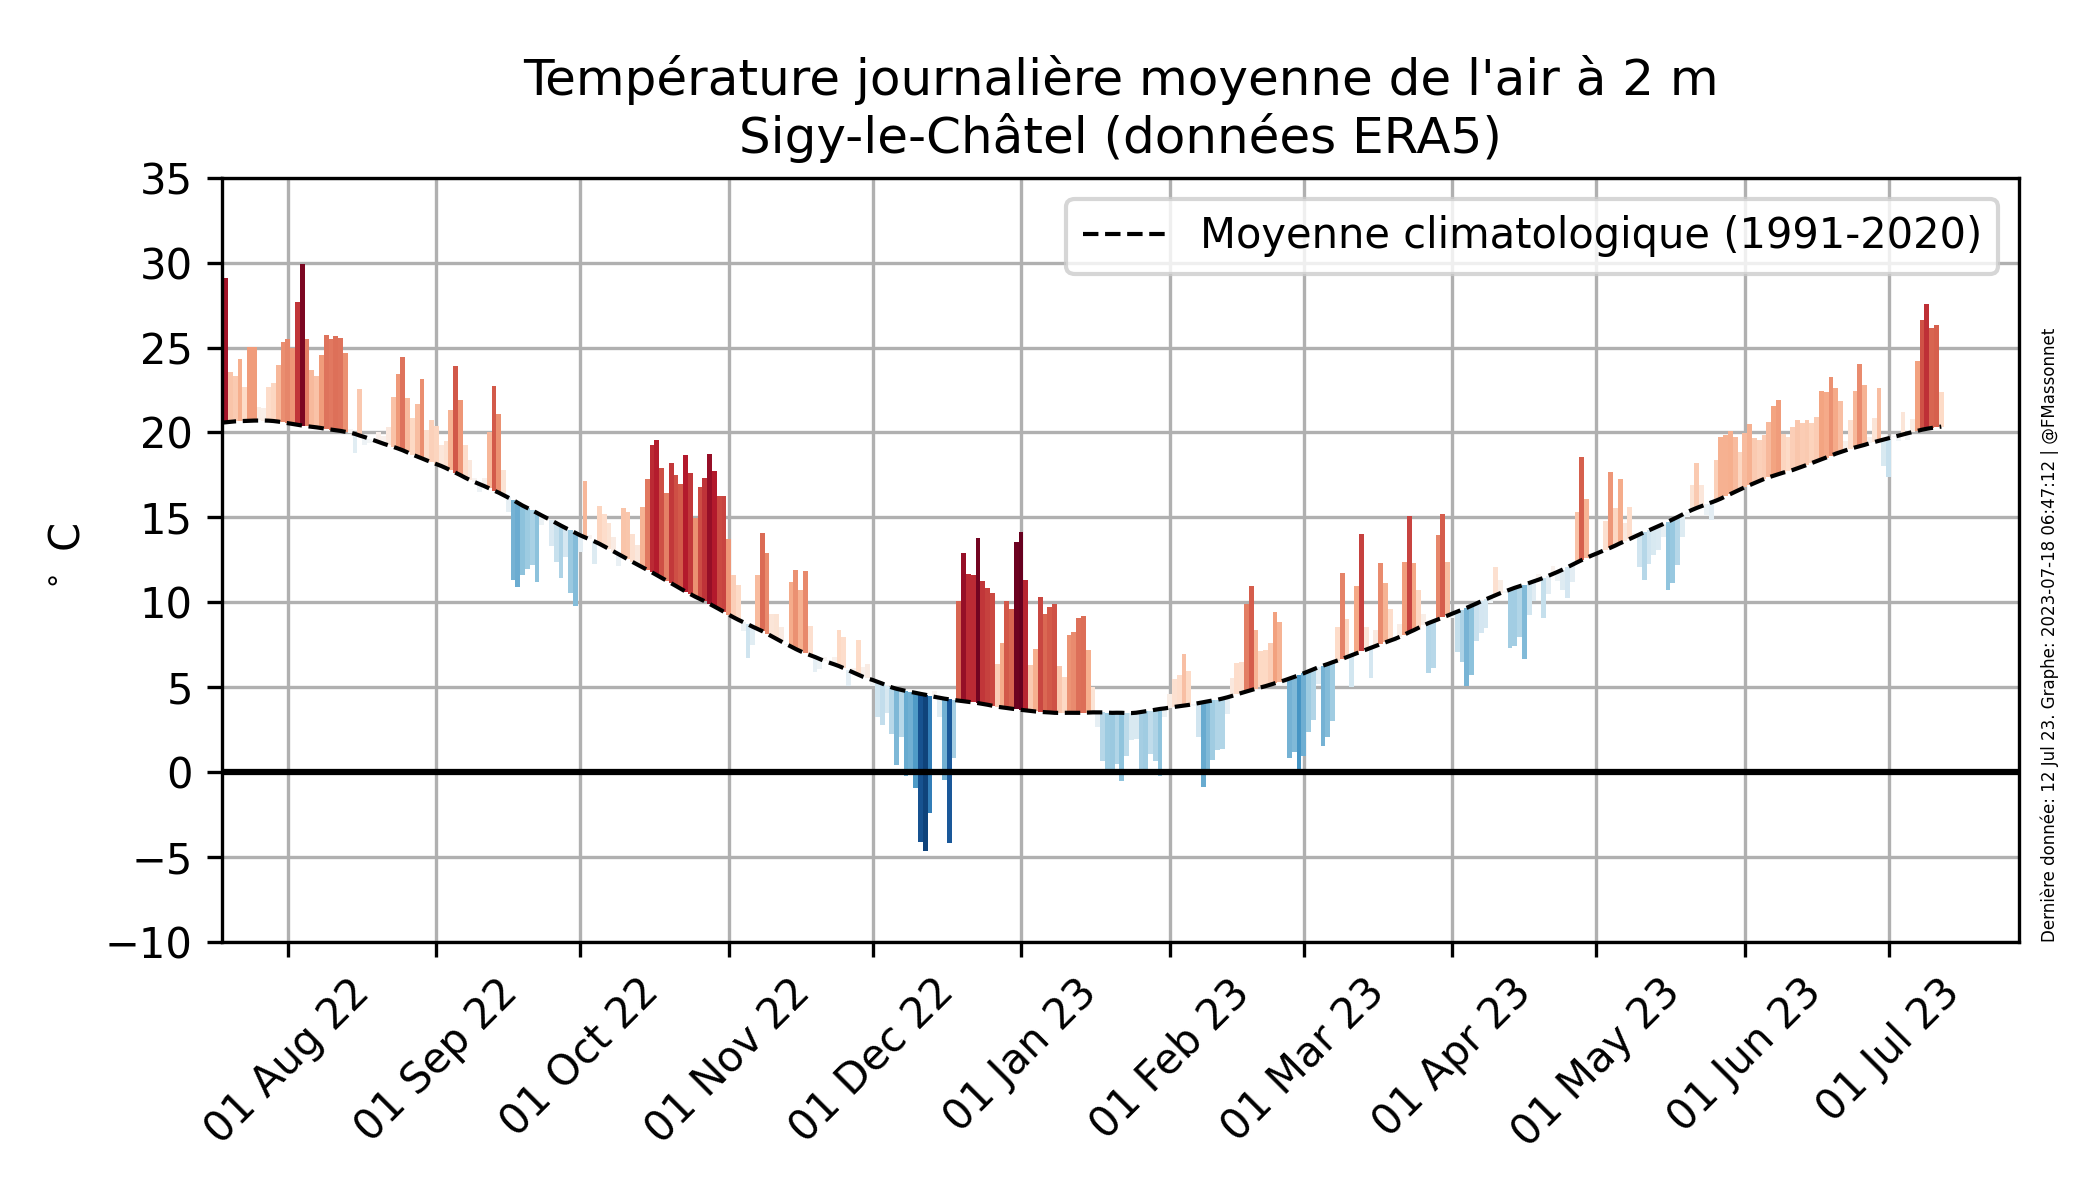 Température journalière moyenne de l'air à 2 m
Sigy-le-Châtel (données ERA5)
35
30
25
20
15
10
5
0
−5
−10
° C
Moyenne climatologique (1991-2020)
01 Aug 22
01 Sep 22
01 Oct 22
01 Nov 22
01 Dec 22
01 Jan 23
01 Feb 23
01 Mar 23
01 Apr 23
01 May 23
01 Jun 23
01 Jul 23
Dernière donnée: 12 Jul 23. Graphe: 2023-07-18 06:47:12 | @FMassonnet